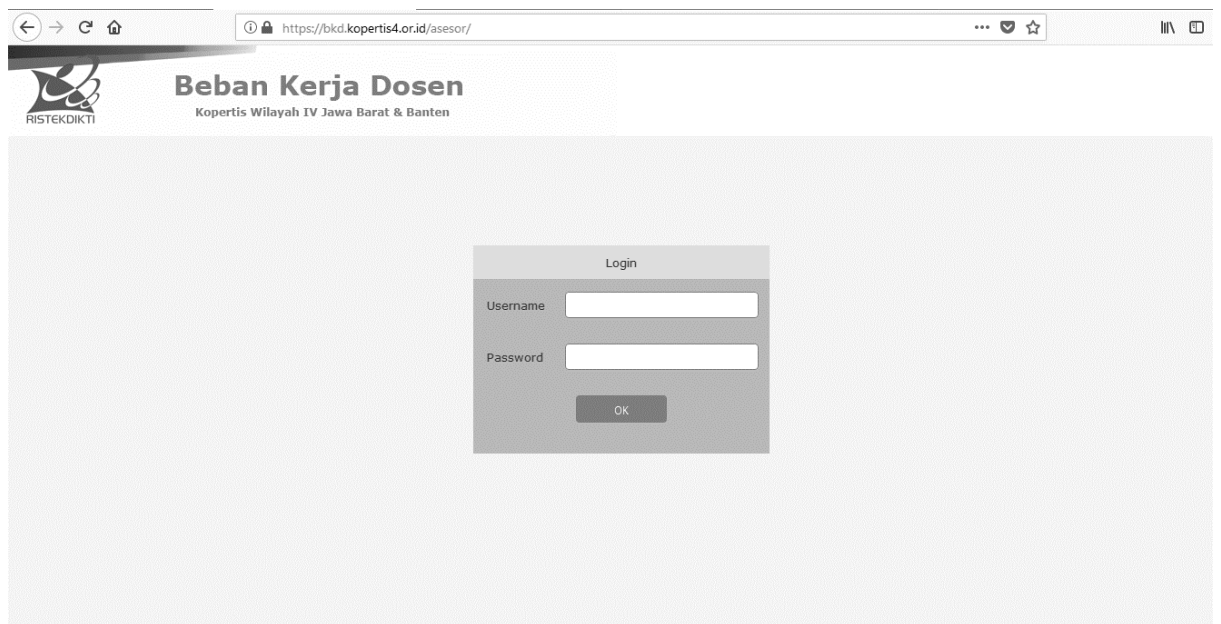 https://bkd.kopertis4.or.id/asesor/
RISTEKDIKTI
Beban Kerja Dosen
Kopertis Wilayah IV Jawa Barat & Banten
Login
Username
Password
OK